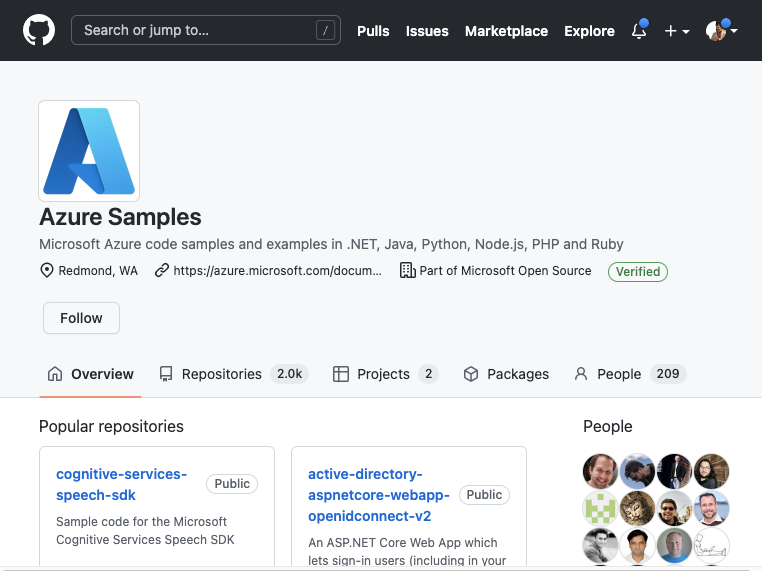 Search or jump to... /
Pulls Issues Marketplace Explore
Azure Samples
Microsoft Azure code samples and examples in .NET, Java, Python, Node.js, PHP and Ruby
Redmond, WA https://azure.microsoft.com/docum... Part of Microsoft Open Source Verified
Follow
Overview Repositories 2.0k Projects 2 Packages People 209
Popular repositories
cognitive-services-
speech-sdk
Public
Sample code for the Microsoft
Cognitive Services Speech SDK
active-directory-
aspnetcore-webapp-
openidconnect-v2
Public
An ASP.NET Core Web App which
lets sign-in users (including in your
People